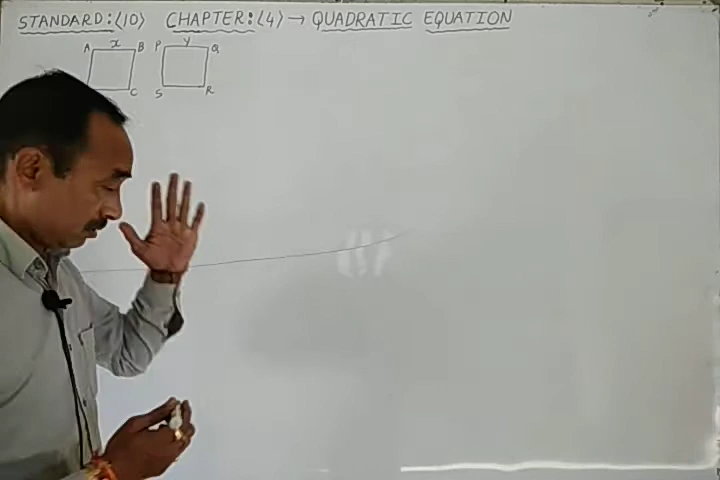 STANDARD:(10) CHAPTER:(4) → QUADRATIC EQUATION
A x B P y Q
C S R